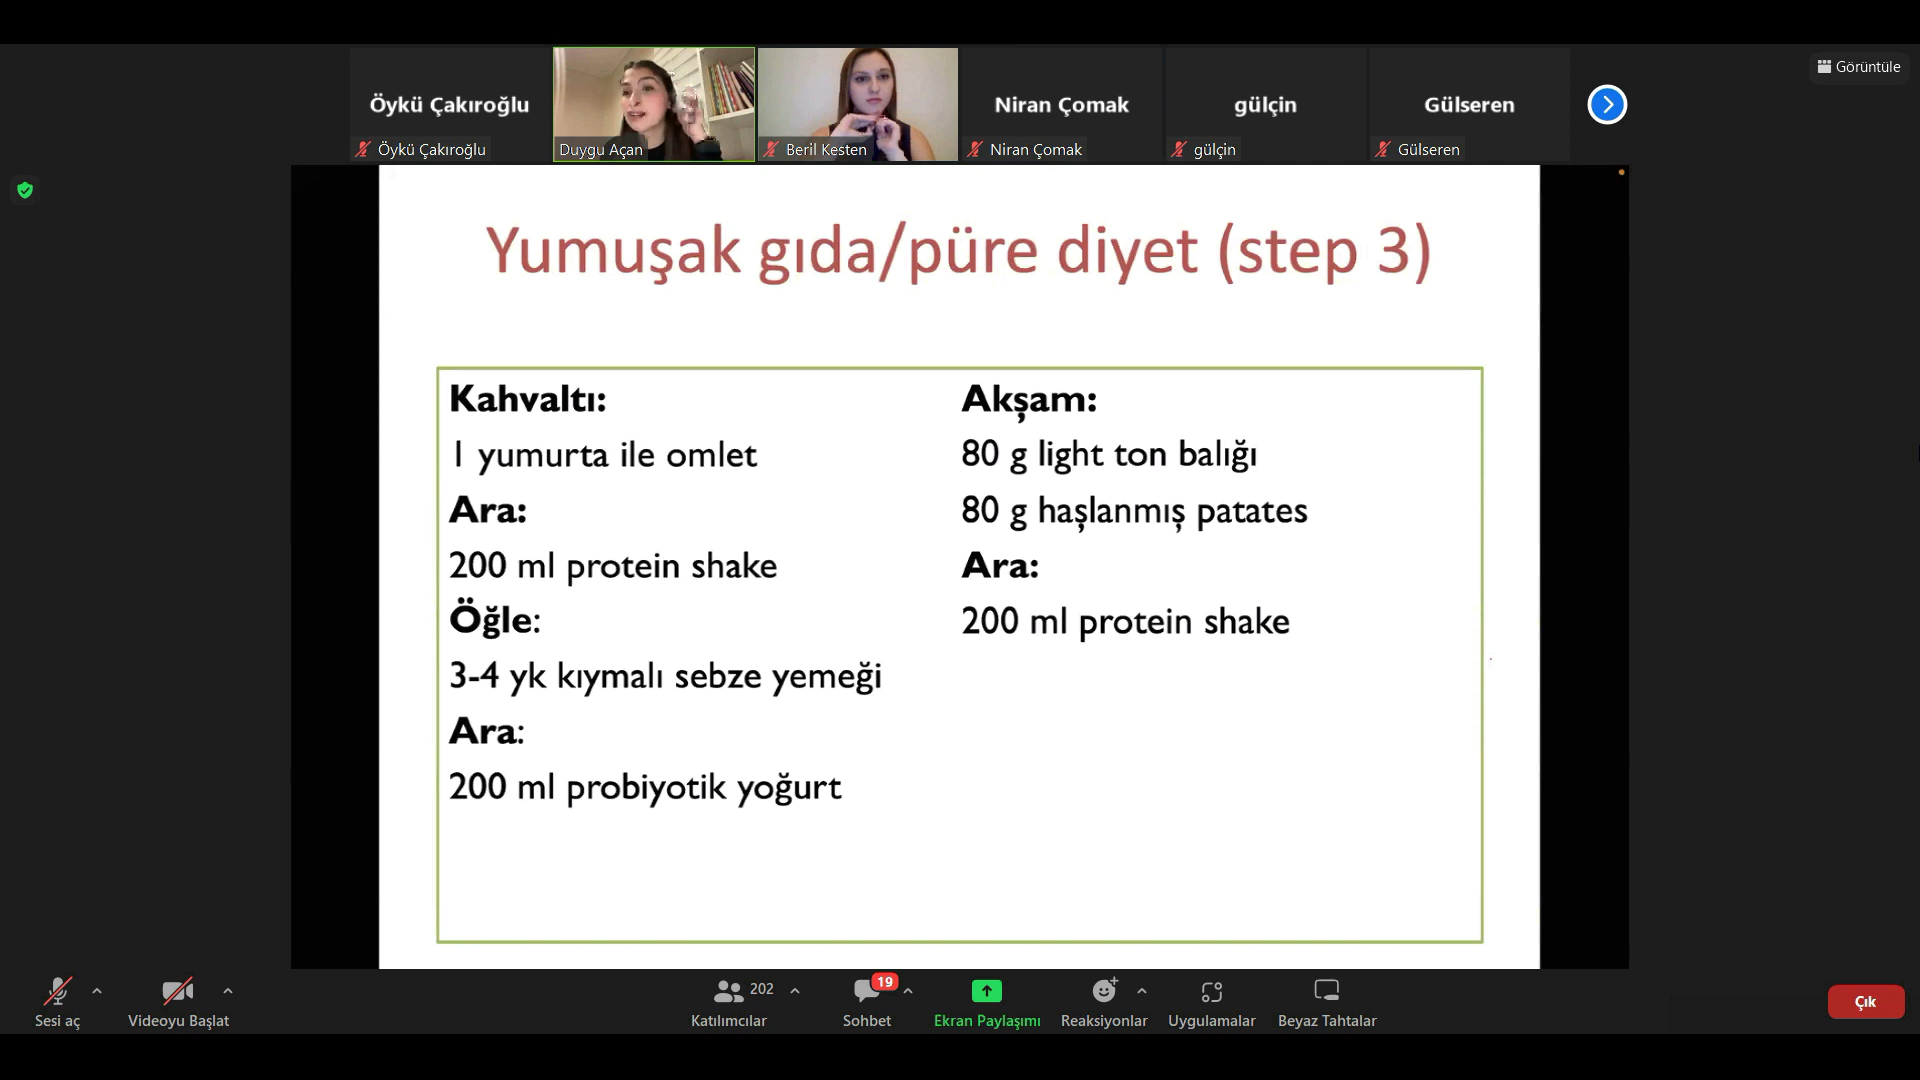 Görüntüle
Öykü Çakıroğlu
Niran Çomak
gülçin
Gülseren
Öykü Çakıroğlu
Duygu Açan
Beril Kesten
Niran Çomak
gülçin
Gülseren
Yumuşak gıda/püre diyet (step 3)
Kahvaltı:
1 yumurta ile omlet
Ara:
200 ml protein shake
Öğle:
3-4 yk kıymalı sebze yemeği
Ara:
200 ml probiyotik yoğurt
Akşam:
80 g light ton balığı
80 g haşlanmış patates
Ara:
200 ml protein shake
Sesi aç
Videoyu Başlat
202
Katılımcılar
19
Sohbet
Ekran Paylaşımı
Reaksiyonlar
Uygulamalar
Beyaz Tahtalar
Çık